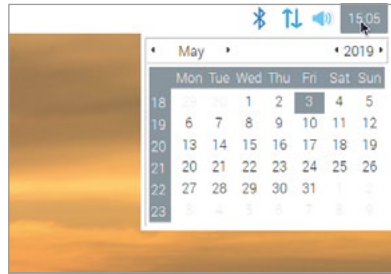 15:05
May 2019
Mon Tue Wed Thu Fri Sat Sun
18 29 30 1 2 3 4 5
19 6 7 8 9 10 11 12
20 13 14 15 16 17 18 19
21 20 21 22 23 24 25 26
22 27 28 29 30 31 1 2
23 3 4 5 6 7 8 9